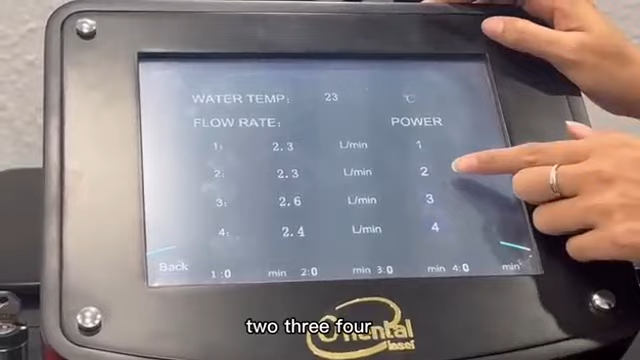 WATER TEMP: 23 ℃
FLOW RATE: POWER
1: 2.3 L/min 1
2: 2.3 L/min 2
3: 2.6 L/min 3
4: 2.4 L/min 4
Back 1:0 min 2:0 min 3:0 min 4:0 min
two three four
Oriental
laser